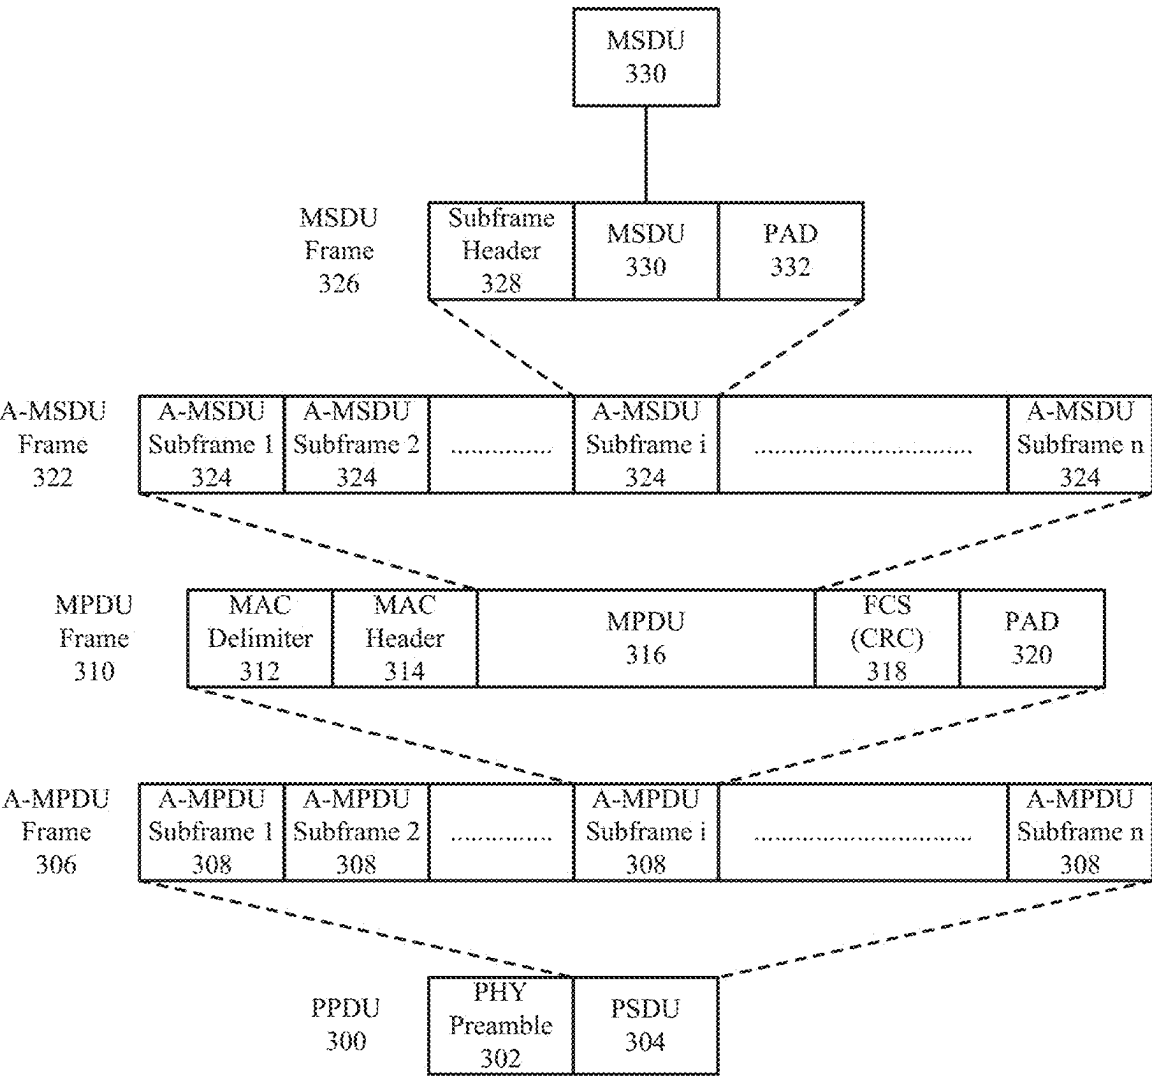 MSDU
330
MSDU
Frame
326
Subframe
Header
328
MSDU
330
PAD
332
A-MSDU
Frame
322
A-MSDU
Subframe 1
324
A-MSDU
Subframe 2
324
...............
A-MSDU
Subframe i
324
................................
A-MSDU
Subframe n
324
MPDU
Frame
310
MAC
Delimiter
312
MAC
Header
314
MPDU
316
FCS
(CRC)
318
PAD
320
A-MPDU
Frame
306
A-MPDU
Subframe 1
308
A-MPDU
Subframe 2
308
...............
A-MPDU
Subframe i
308
................................
A-MPDU
Subframe n
308
PPDU
300
PHY
Preamble
302
PSDU
304